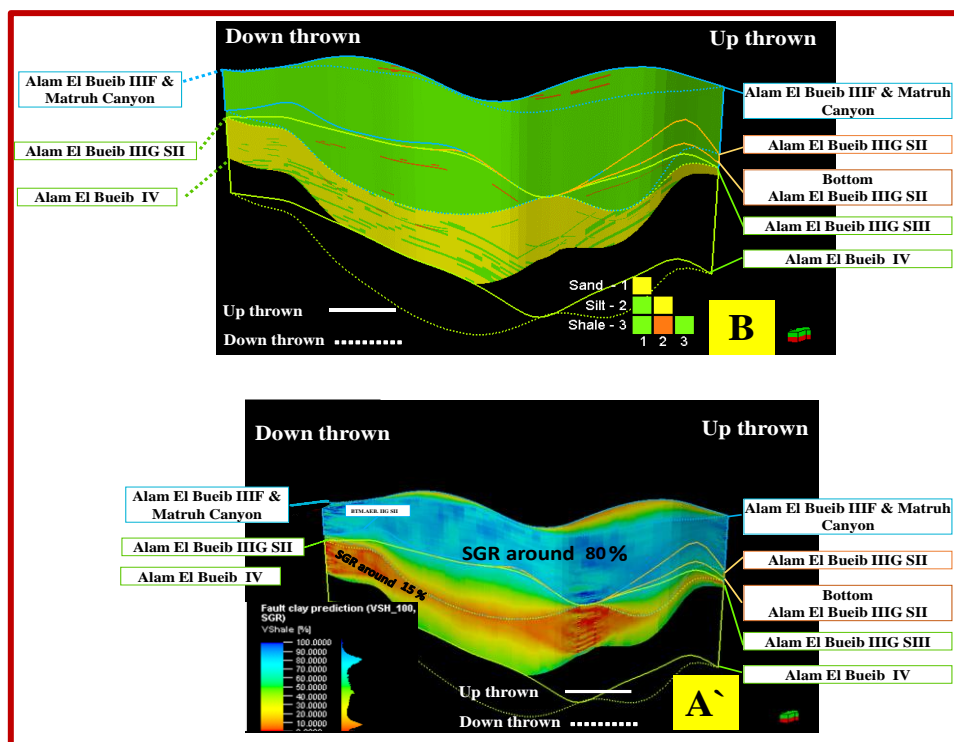 Down thrown
Up thrown
Alam El Bueib IIIF &
Matruh Canyon
Alam El Bueib IIIG SII
Alam El Bueib IV
Alam El Bueib IIIF & Matruh
Canyon
Alam El Bueib IIIG SII
Bottom
Alam El Bueib IIIG SII
Alam El Bueib IIIG SIII
Alam El Bueib IV
Sand - 1
Silt - 2
Shale - 3
1 2 3
Up thrown
Down thrown
B
Down thrown
Up thrown
Alam El Bueib IIIF &
Matruh Canyon
BTM.AEB. IIG SII
Alam El Bueib IIIG SII
Alam El Bueib IV
SGR around 80 %
SGR around 15 %
Alam El Bueib IIIF & Matruh
Canyon
Alam El Bueib IIIG SII
Bottom
Alam El Bueib IIIG SII
Alam El Bueib IIIG SIII
Alam El Bueib IV
Fault clay prediction (VSH_100,
SGR)
VShale [%]
100.0000
90.0000
80.0000
70.0000
60.0000
50.0000
40.0000
30.0000
20.0000
10.0000
Up thrown
Down thrown
A`